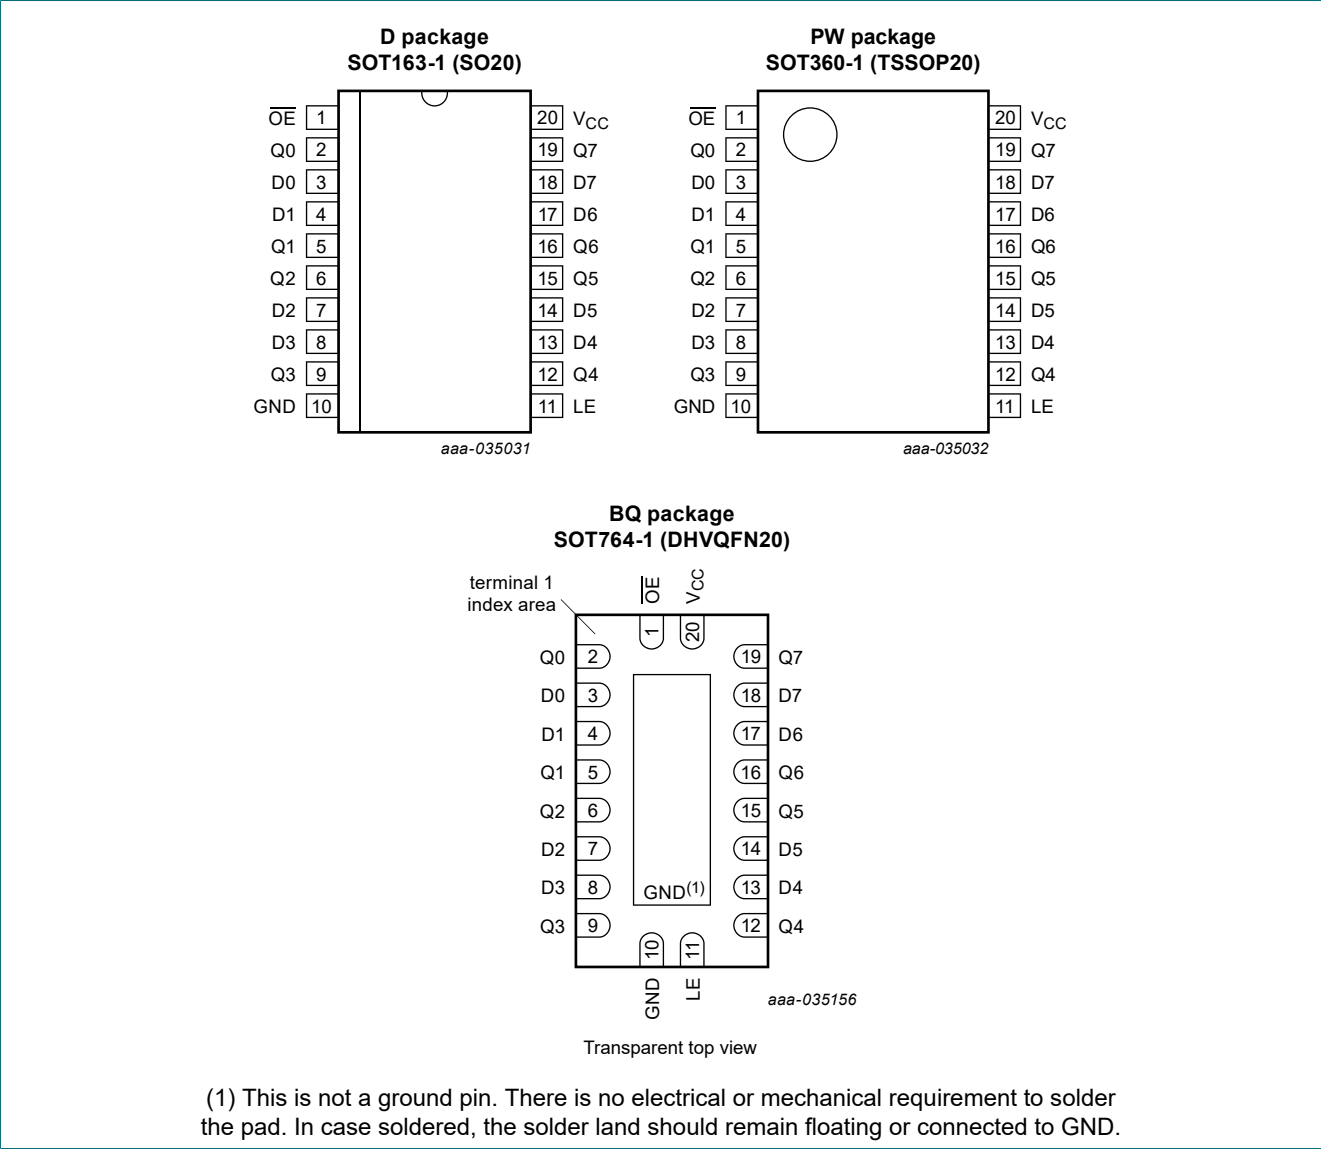 D package
SOT163-1 (SO20)
OE 1
Q0 2
D0 3
D1 4
Q1 5
Q2 6
D2 7
D3 8
Q3 9
GND 10
20 VCC
19 Q7
18 D7
17 D6
16 Q6
15 Q5
14 D5
13 D4
12 Q4
11 LE
aaa-035031
PW package
SOT360-1 (TSSOP20)
OE 1
Q0 2
D0 3
D1 4
Q1 5
Q2 6
D2 7
D3 8
Q3 9
GND 10
20 VCC
19 Q7
18 D7
17 D6
16 Q6
15 Q5
14 D5
13 D4
12 Q4
11 LE
aaa-035032
BQ package
SOT764-1 (DHVQFN20)
terminal 1
index area
OE 1
VCC 20
Q0 2
D0 3
D1 4
Q1 5
Q2 6
D2 7
D3 8
Q3 9
19 Q7
18 D7
17 D6
16 Q6
15 Q5
14 D5
13 D4
12 Q4
GND(1)
10 GND
11 LE
aaa-035156
Transparent top view
(1) This is not a ground pin. There is no electrical or mechanical requirement to solder
the pad. In case soldered, the solder land should remain floating or connected to GND.